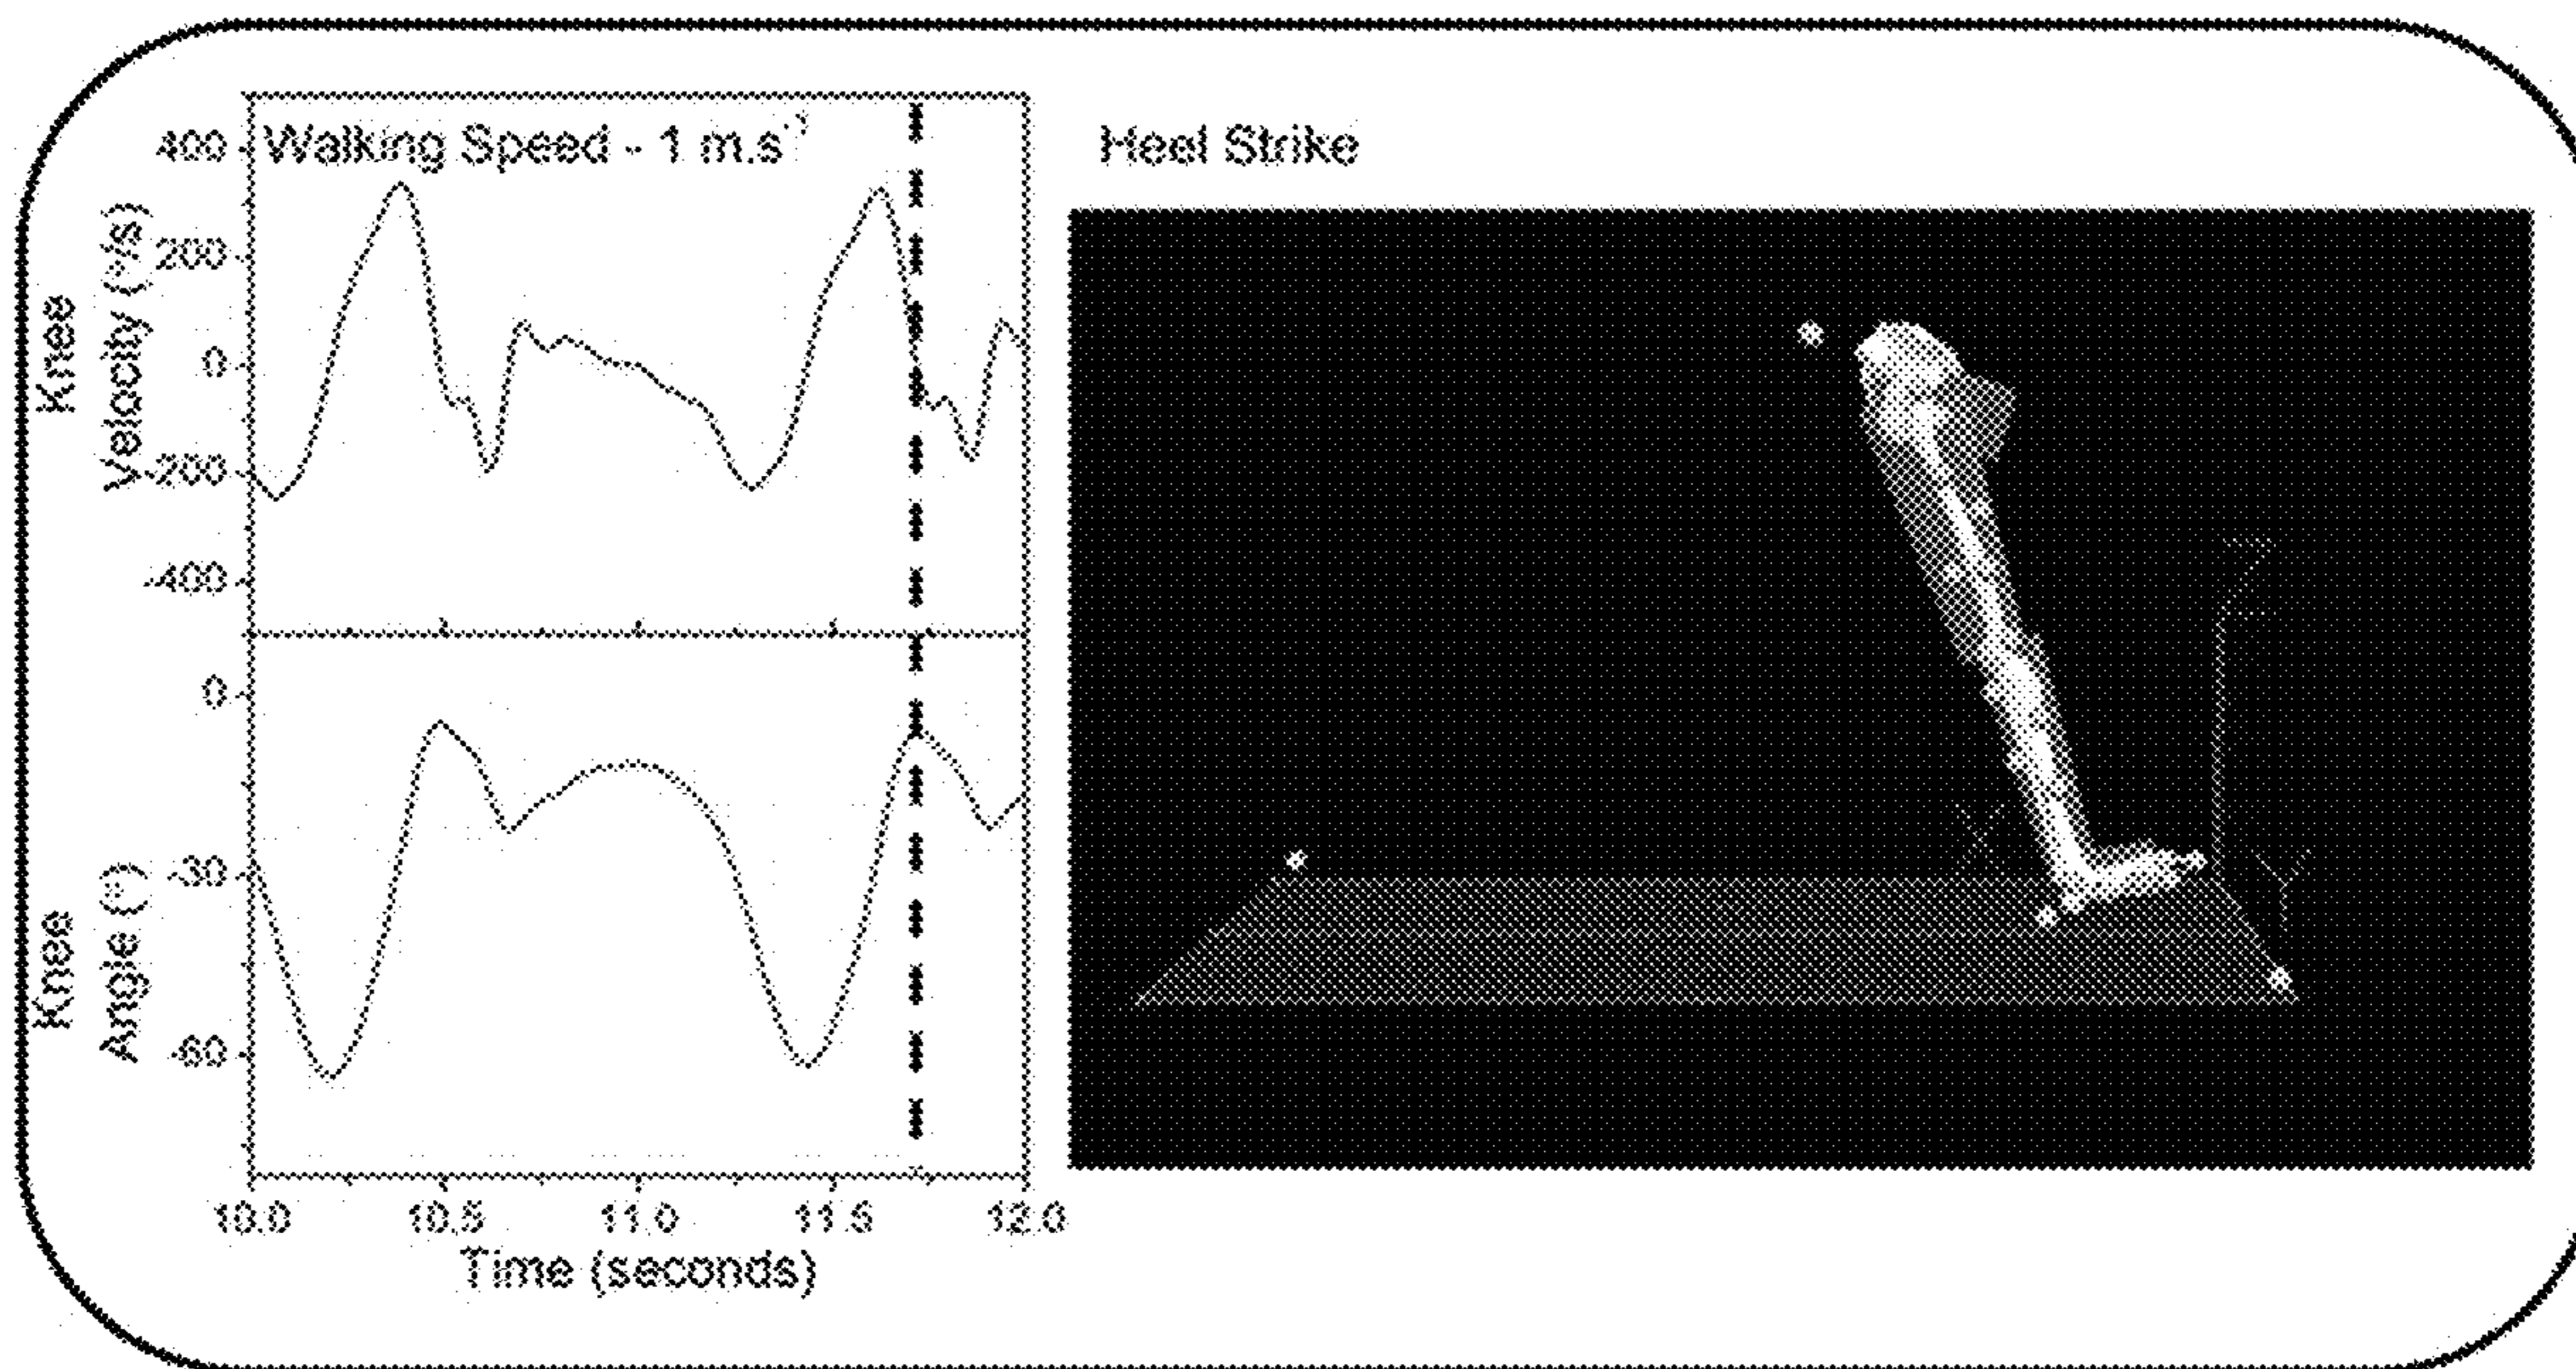 Walking Speed - 1 m.s⁻¹
Heel Strike
Knee
Velocity (°/s)
400
200
0
-200
-400
Knee
Angle (°)
0
-30
-60
10.0 10.5 11.0 11.5 12.0
Time (seconds)